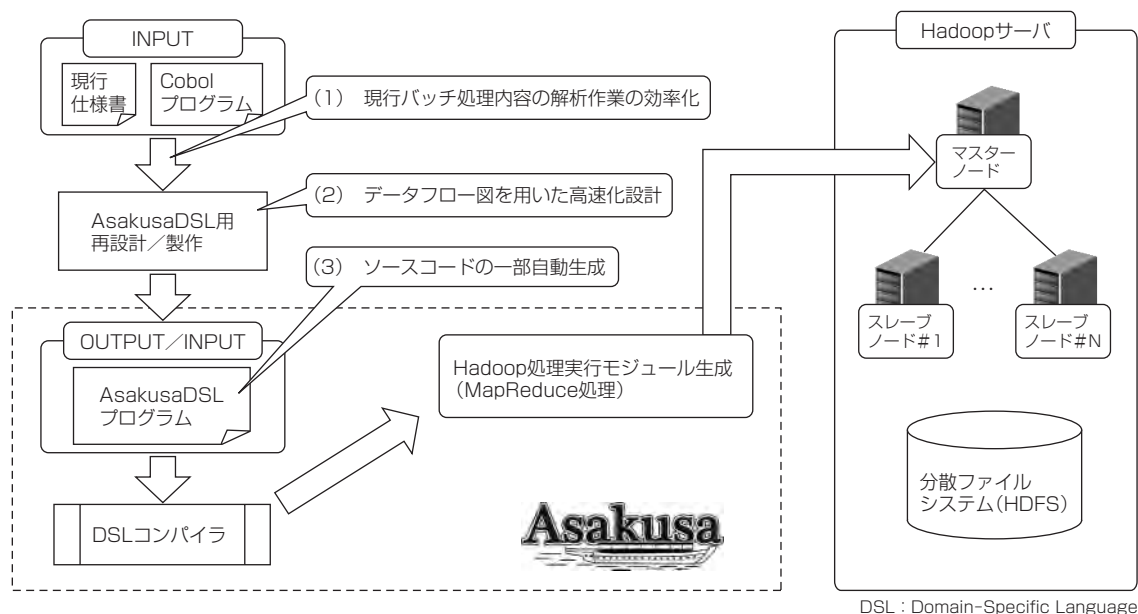 INPUT
現行
仕様書
Cobol
プログラム
(1) 現行バッチ処理内容の解析作業の効率化
AsakusaDSL用
再設計/製作
(2) データフロー図を用いた高速化設計
(3) ソースコードの一部自動生成
OUTPUT/INPUT
AsakusaDSL
プログラム
DSLコンパイラ
Hadoop処理実行モジュール生成
(MapReduce処理)
Asakusa
Hadoopサーバ
マスター
ノード
スレーブ
ノード#1
…
スレーブ
ノード#N
分散ファイル
システム(HDFS)
DSL:Domain-Specific Language